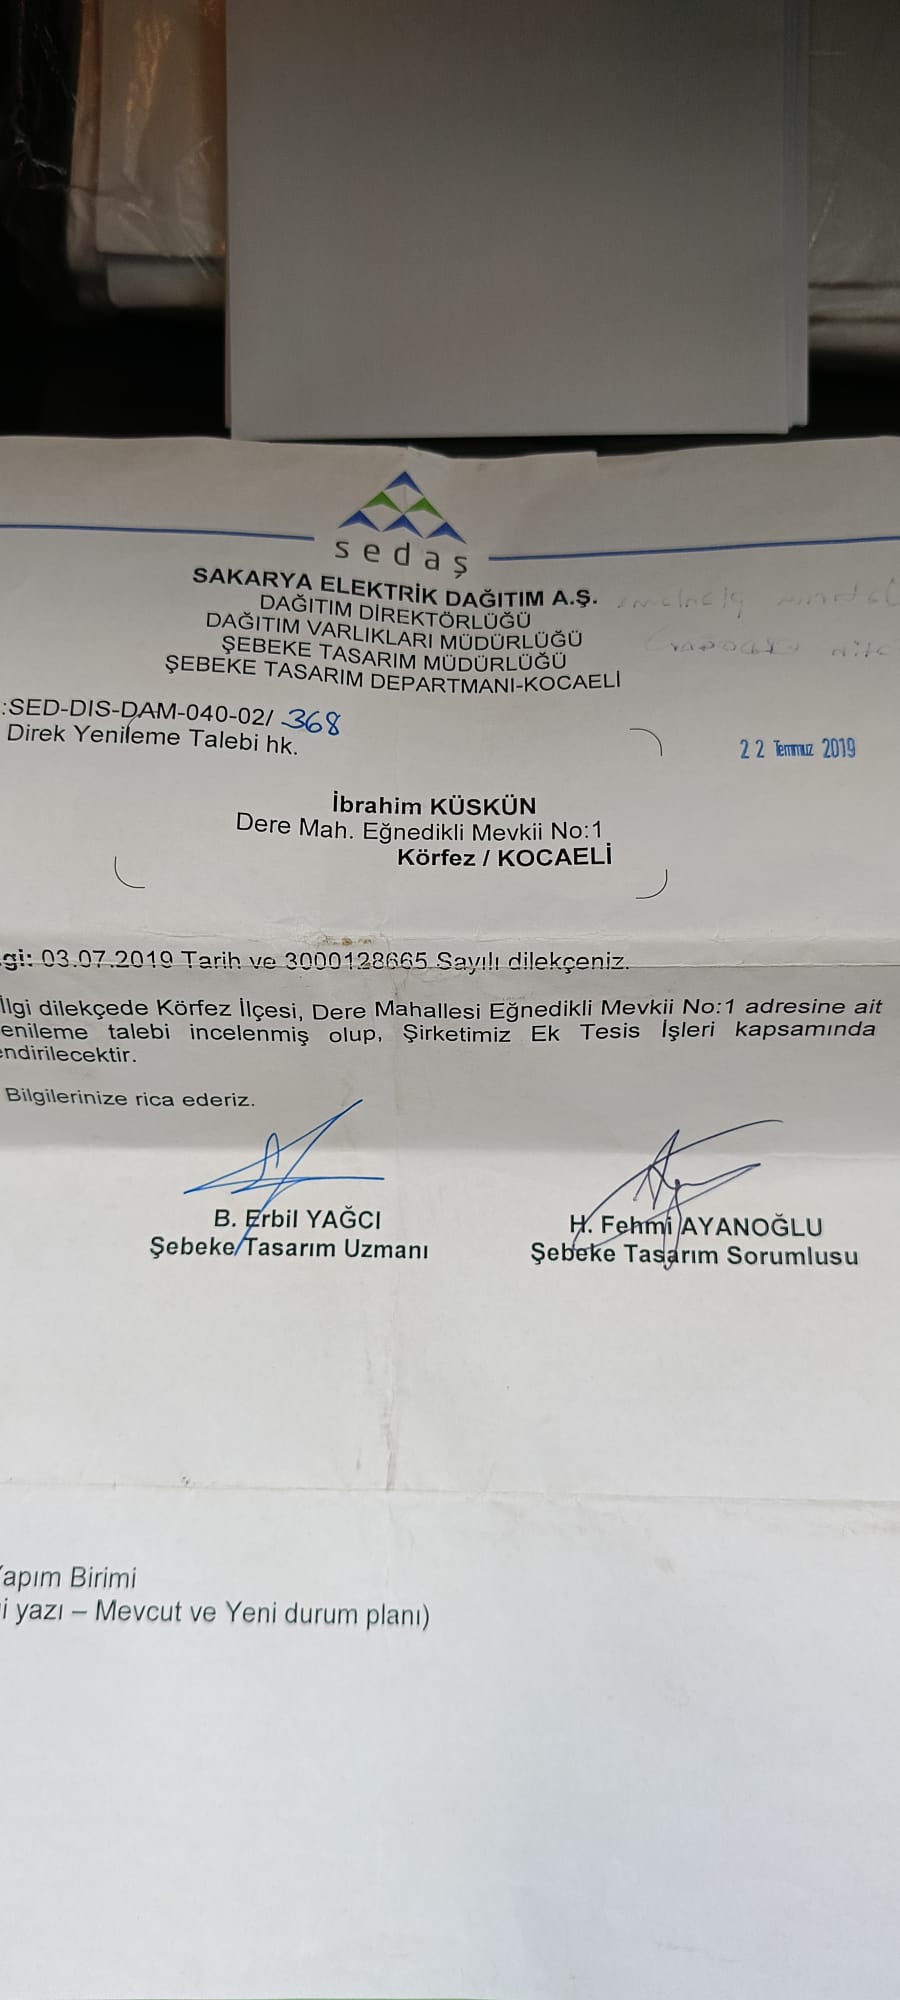 sedaş
SAKARYA ELEKTRİK DAĞITIM A.Ş.
DAĞITIM DİREKTÖRLÜĞÜ
DAĞITIM VARLIKLARI MÜDÜRLÜĞÜ
ŞEBEKE TASARIM MÜDÜRLÜĞÜ
ŞEBEKE TASARIM DEPARTMANI-KOCAELİ
:SED-DIS-DAM-040-02/ 368
Direk Yenileme Talebi hk.
22 Temmuz 2019
İbrahim KÜSKÜN
Dere Mah. Eğnedikli Mevkii No:1
Körfez / KOCAELİ
gi: 03.07.2019 Tarih ve 3000128665 Sayılı dilekçeniz.
İlgi dilekçede Körfez İlçesi, Dere Mahallesi Eğnedikli Mevkii No:1 adresine ait
enileme talebi incelenmiş olup, Şirketimiz Ek Tesis İşleri kapsamında
endirilecektir.
Bilgilerinize rica ederiz.
B. Erbil YAĞCI
Şebeke Tasarım Uzmanı
H. Fehmi AYANOĞLU
Şebeke Tasarım Sorumlusu
apım Birimi
i yazı – Mevcut ve Yeni durum planı)